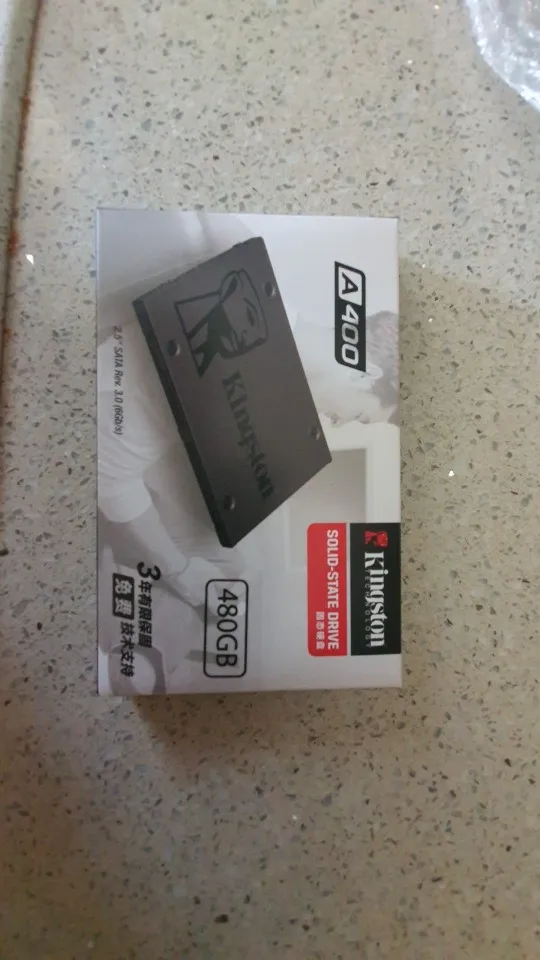 Kingston
TECHNOLOGY
SOLID-STATE DRIVE
固态硬盘
A400
Kingston
480GB
2.5" SATA Rev. 3.0 (6Gb/s)
3年有限保固
免费技术支持